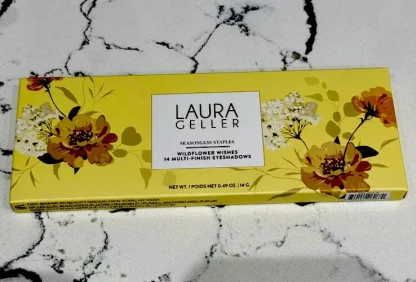 LAURA
GELLER
SEASONLESS STAPLES
WILDFLOWER WISHES
14 MULTI-FINISH EYESHADOWS
NET WT. / POIDS NET 0.49 OZ. | 14 G